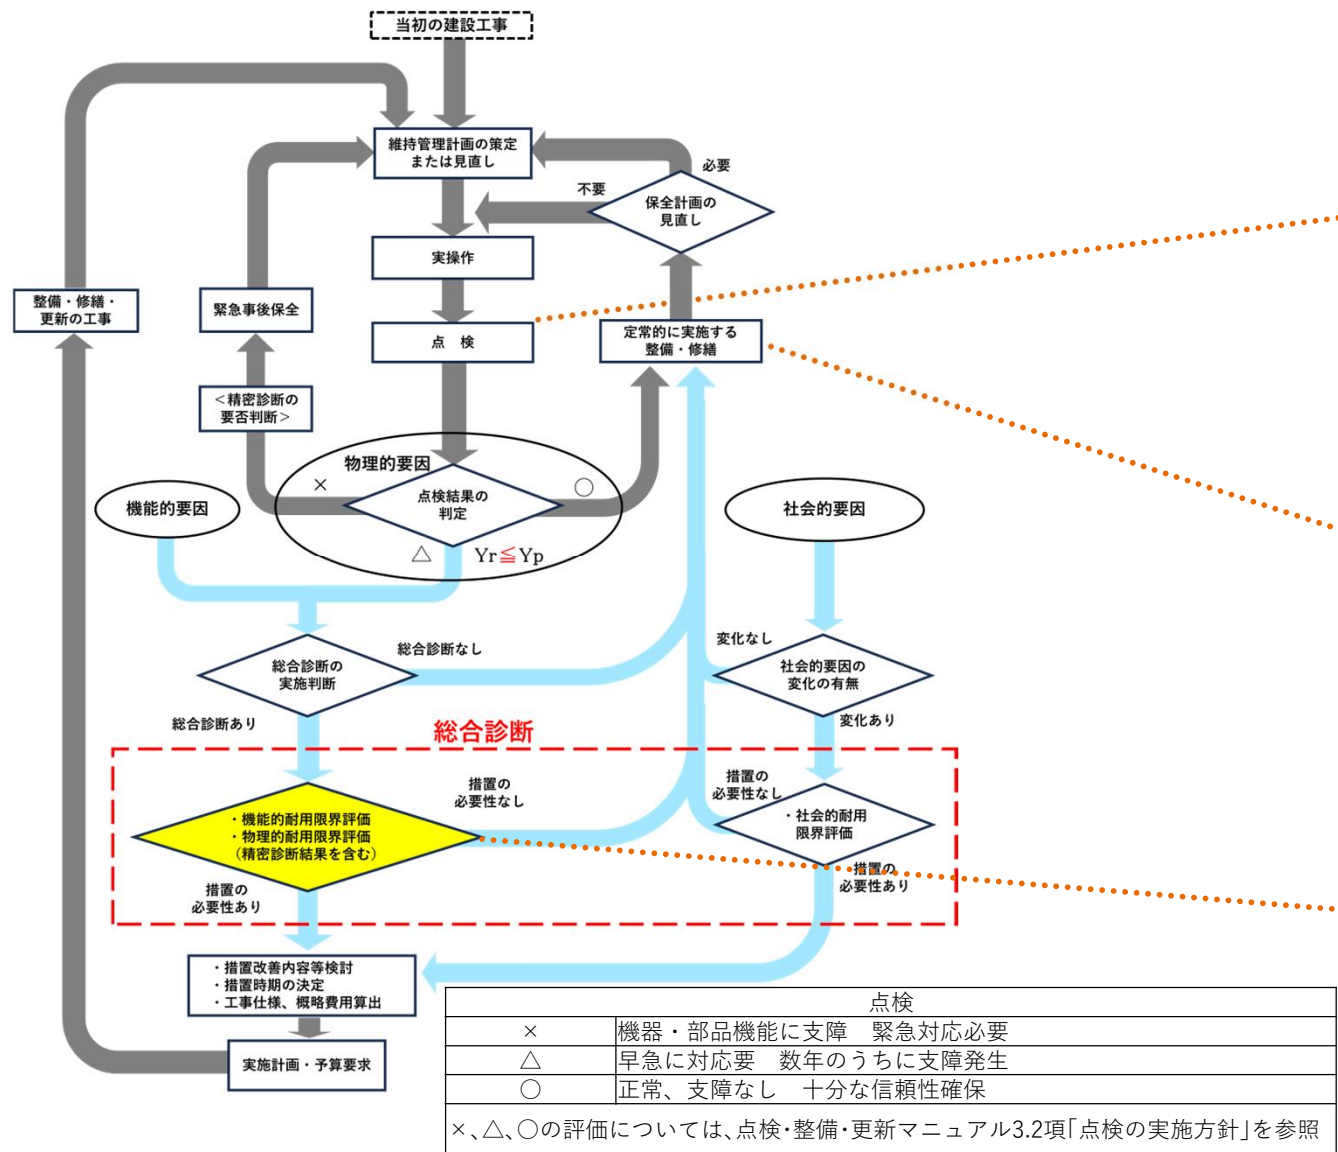 当初の建設工事
維持管理計画の策定
または見直し
必要
不要
保全計画の
見直し
実操作
整備・修繕・
更新の工事
緊急事後保全
点　検
定常的に実施する
整備・修繕
＜精密診断の
要否判断＞
物理的要因
×
○
点検結果の
判定
機能的要因
社会的要因
△
Yr≦Yp
総合診断の
実施判断
総合診断なし
変化なし
社会的要因の
変化の有無
総合診断あり
変化あり
総合診断
措置の
必要性なし
措置の
必要性なし
・機能的耐用限界評価
・物理的耐用限界評価
（精密診断結果を含む）
・社会的耐用
限界評価
措置の
必要性あり
措置の
必要性あり
・措置改善内容等検討
・措置時期の決定
・工事仕様、概略費用算出
実施計画・予算要求
点検
×　機器・部品機能に支障　緊急対応必要
△　早急に対応要　数年のうちに支障発生
○　正常、支障なし　十分な信頼性確保
×、△、○の評価については、点検・整備・更新マニュアル3.2項「点検の実施方針」を参照